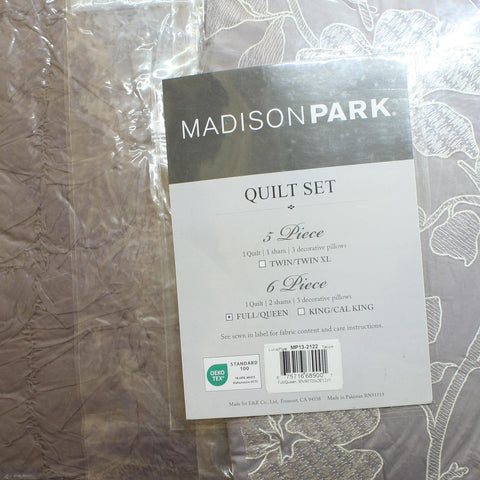 MADISONPARK®
QUILT SET
5 Piece
1 Quilt | 1 sham | 3 decorative pillows
TWIN/TWIN XL
6 Piece
1 Quilt | 2 shams | 3 decorative pillows
FULL/QUEEN KING/CAL KING
See sewn in label for fabric content and care instructions.
OEKO
TEX®
STANDARD
100
MP13-2122
75716 68900
Made for E&E Co., Ltd., Fremont, CA 94538 Made in Pakistan